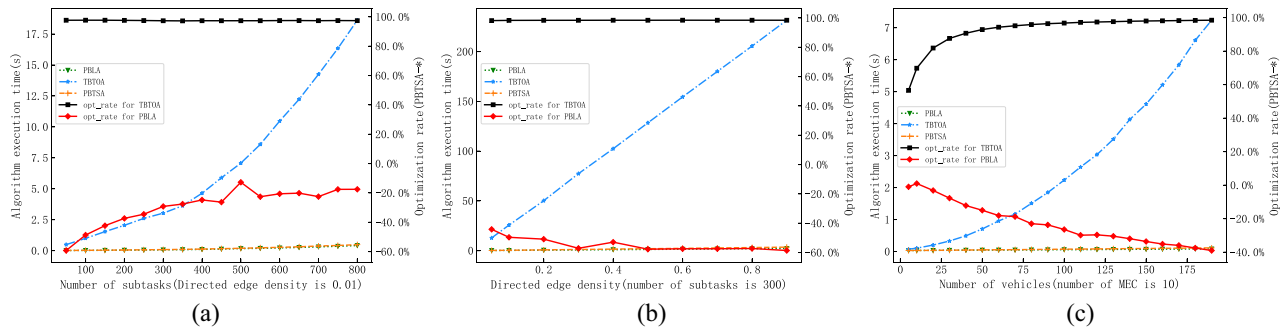 Algorithm execution time(s)
17.5
15.0
12.5
10.0
7.5
5.0
2.5
0.0
PBLA
TBTOA
PBTSA
opt_rate for TBTOA
opt_rate for PBLA
100.0%
80.0%
60.0%
40.0%
20.0%
0.0%
-20.0%
-40.0%
-60.0%
Optimization rate(PBTSA-*)
100 200 300 400 500 600 700 800
Number of subtasks(Directed edge density is 0.01)
(a)
Algorithm execution time(s)
200
150
100
50
0
PBLA
TBTOA
PBTSA
opt_rate for TBTOA
opt_rate for PBLA
100.0%
80.0%
60.0%
40.0%
20.0%
0.0%
-20.0%
-40.0%
-60.0%
Optimization rate(PBTSA-*)
0.2 0.4 0.6 0.8
Directed edge density(number of subtasks is 300)
(b)
Algorithm execution time(s)
7
6
5
4
3
2
1
0
PBLA
TBTOA
PBTSA
opt_rate for TBTOA
opt_rate for PBLA
100.0%
80.0%
60.0%
40.0%
20.0%
0.0%
-20.0%
-40.0%
Optimization rate(PBTSA-*)
0 25 50 75 100 125 150 175
Number of vehicles(number of MEC is 10)
(c)